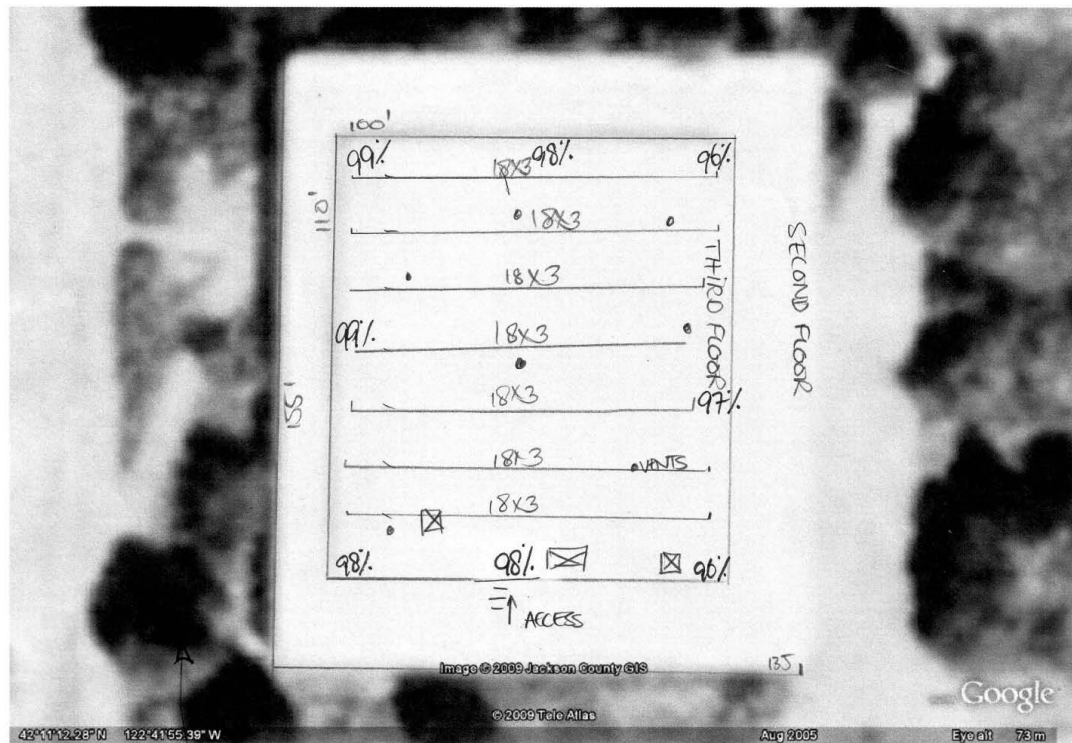 100'
99% 98% 96%
18X3
110'
18X3
SECOND FLOOR
THIRD FLOOR
18X3
99% 18X3
155'
18X3 97%
18X3 VENTS
18X3
98% 98% 96%
ACCESS
135'
Image © 2009 Jackson County GIS
Google
© 2009 Tele Atlas
42°11'12.28" N 122°41'55.39" W Aug 2005 Eye alt 73 m